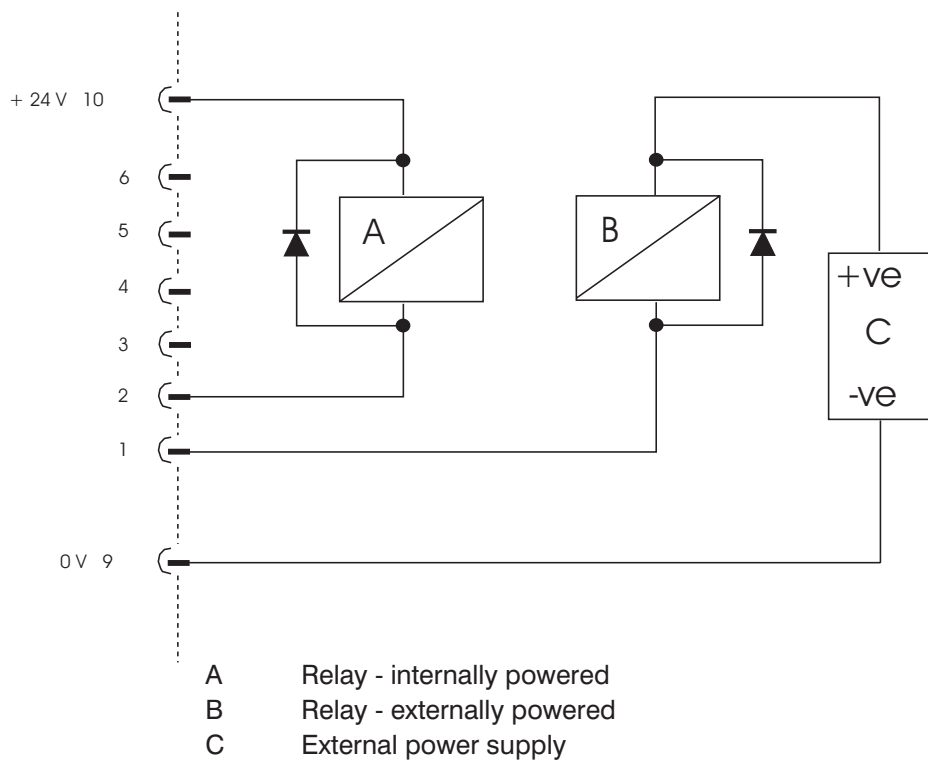 + 24 V 10
6
5
4
3
2
1
0 V 9
A
B
+ve
C
-ve
A Relay - internally powered
B Relay - externally powered
C External power supply